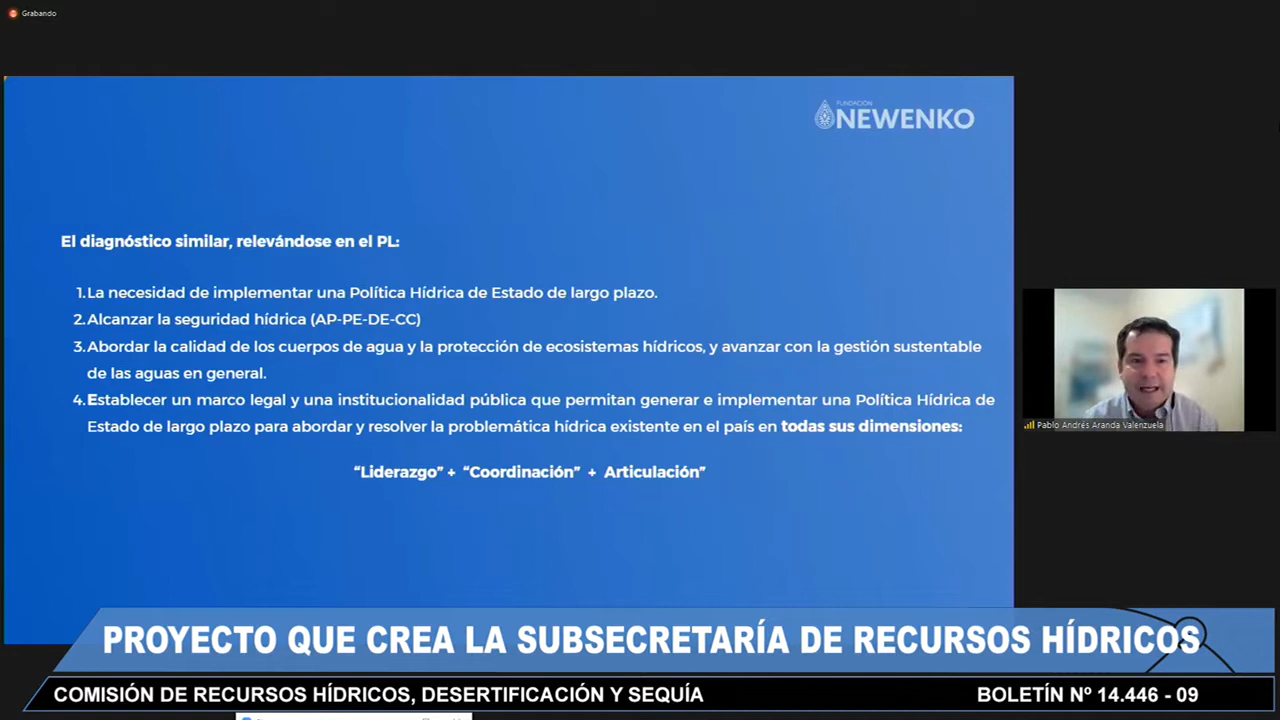 Grabando
FUNDACIÓN
NEWENKO
El diagnóstico similar, relevándose en el PL:
1.La necesidad de implementar una Política Hídrica de Estado de largo plazo.
2.Alcanzar la seguridad hídrica (AP-PE-DE-CC)
3.Abordar la calidad de los cuerpos de agua y la protección de ecosistemas hídricos, y avanzar con la gestión sustentable
de las aguas en general.
4.Establecer un marco legal y una institucionalidad pública que permitan generar e implementar una Política Hídrica de
Estado de largo plazo para abordar y resolver la problemática hídrica existente en el país en todas sus dimensiones:
“Liderazgo” + “Coordinación” + Articulación”
Pablo Andrés Aranda Valenzuela
PROYECTO QUE CREA LA SUBSECRETARÍA DE RECURSOS HÍDRICOS
COMISIÓN DE RECURSOS HÍDRICOS, DESERTIFICACIÓN Y SEQUÍA
BOLETÍN Nº 14.446 - 09